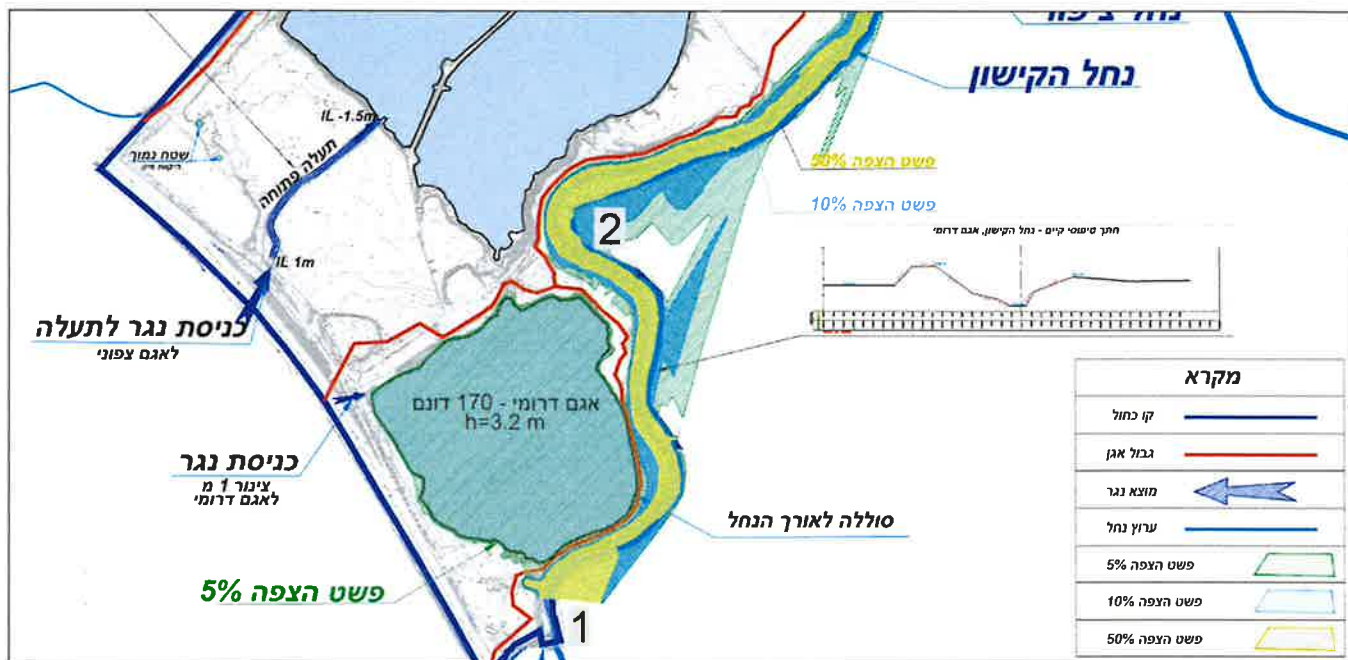 נחל ציפורי
נחל הקישון
IL -1.5m
תעלה פתוחה
שטח נמוך
IL 1m
פשט הצפה 50%
פשט הצפה 10%
2
חתך טיפוסי קיים - נחל הקישון, אגם דרומי
כניסת נגר לתעלה
לאגם צפוני
אגם דרומי - 170 דונם
h=3.2 m
כניסת נגר
צינור 1 מ
לאגם דרומי
סוללה לאורך הנחל
פשט הצפה 5%
1
מקרא
קו כחול
גבול אגן
מוצא נגר
ערוץ נחל
פשט הצפה 5%
פשט הצפה 10%
פשט הצפה 50%